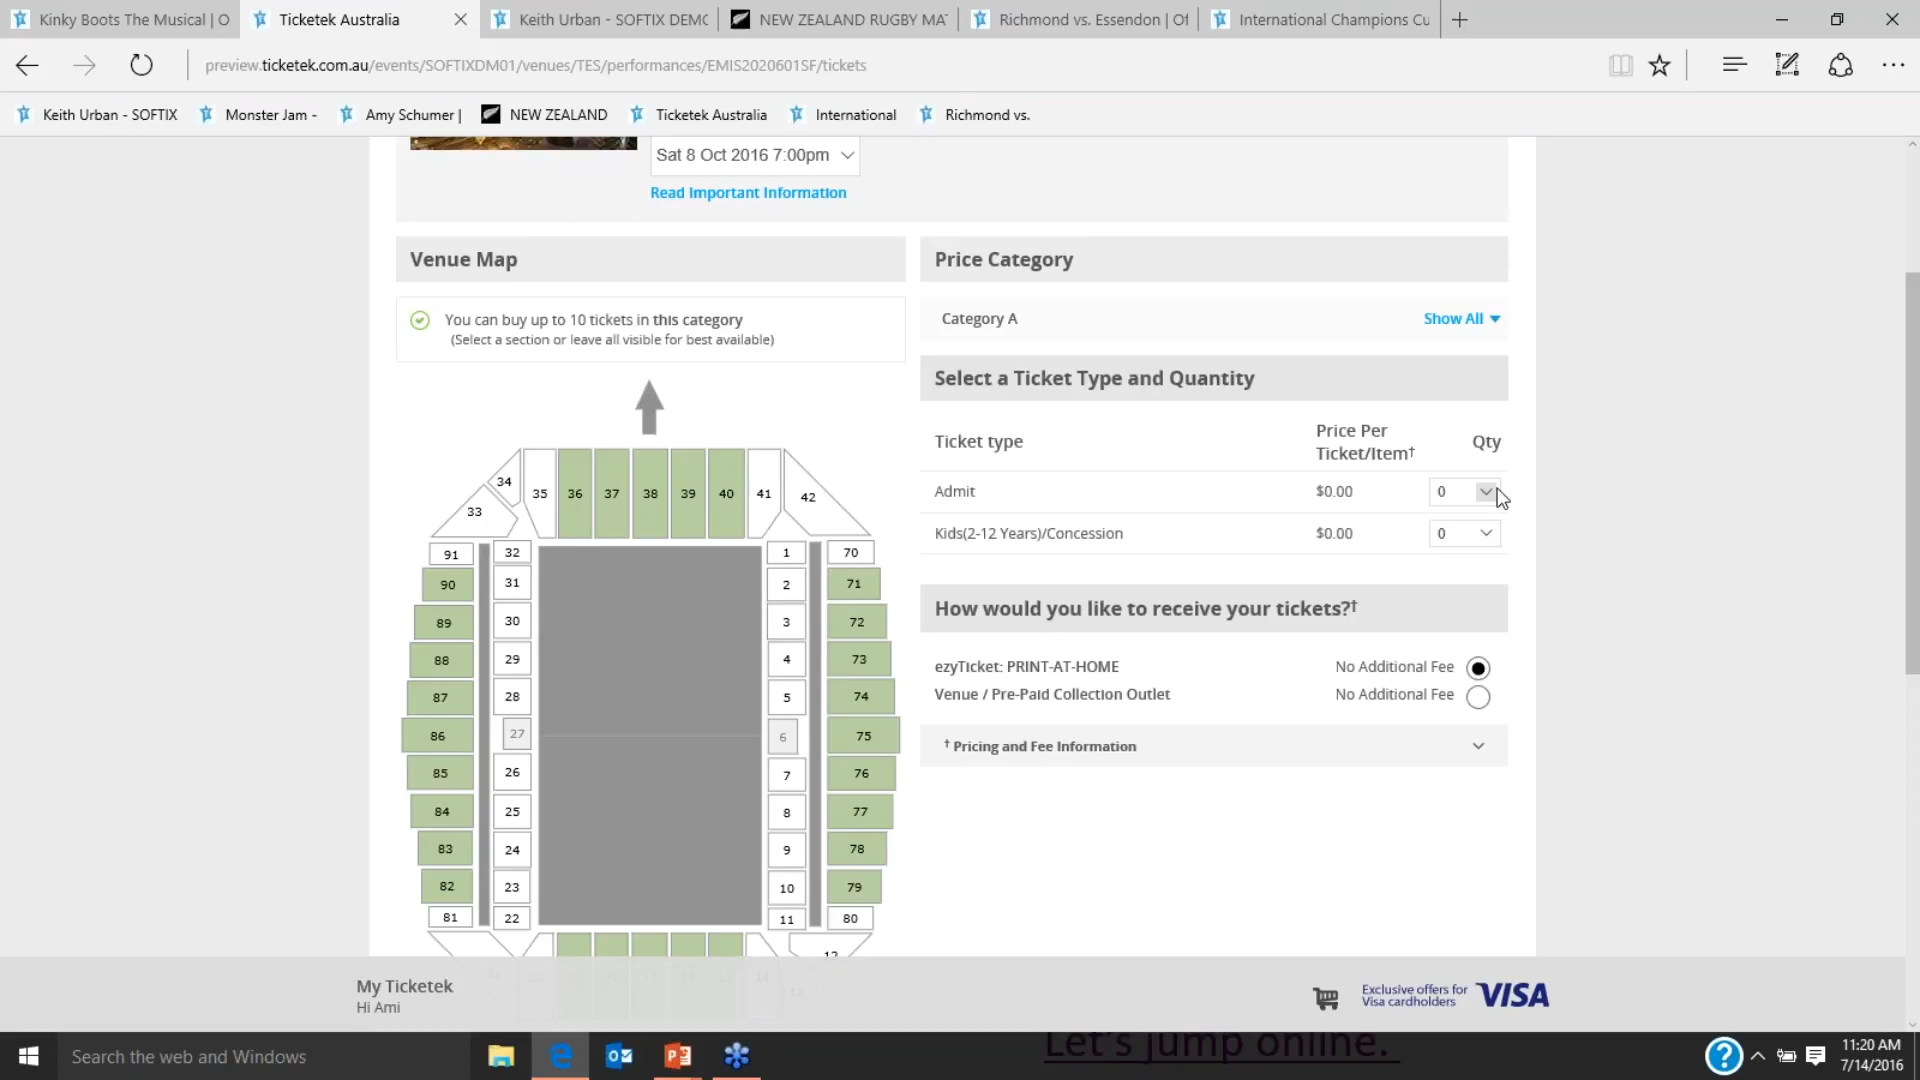 Kinky Boots The Musical | O
Ticketek Australia
Keith Urban - SOFTIX DEMO
NEW ZEALAND RUGBY MA
Richmond vs. Essendon | Of
International Champions Cu
preview.ticketek.com.au/events/SOFTIXDM01/venues/TES/performances/EMIS2020601SF/tickets
Keith Urban - SOFTIX
Monster Jam -
Amy Schumer |
NEW ZEALAND
Ticketek Australia
International
Richmond vs.
Sat 8 Oct 2016 7:00pm
Read Important Information
Venue Map
You can buy up to 10 tickets in this category
(Select a section or leave all visible for best available)
34 35 36 37 38 39 40 41 42
33
91 32 1 70
90 31 2 71
89 30 3 72
88 29 4 73
87 28 5 74
86 27 6 75
85 26 7 76
84 25 8 77
83 24 9 78
82 23 10 79
81 22 11 80
12
Price Category
Category A Show All
Select a Ticket Type and Quantity
Ticket type Price Per Ticket/Item† Qty
Admit $0.00 0
Kids(2-12 Years)/Concession $0.00 0
How would you like to receive your tickets?†
ezyTicket: PRINT-AT-HOME No Additional Fee
Venue / Pre-Paid Collection Outlet No Additional Fee
† Pricing and Fee Information
My Ticketek
Hi Ami
Exclusive offers for
Visa cardholders
VISA
Let's jump online.
Search the web and Windows
11:20 AM
7/14/2016